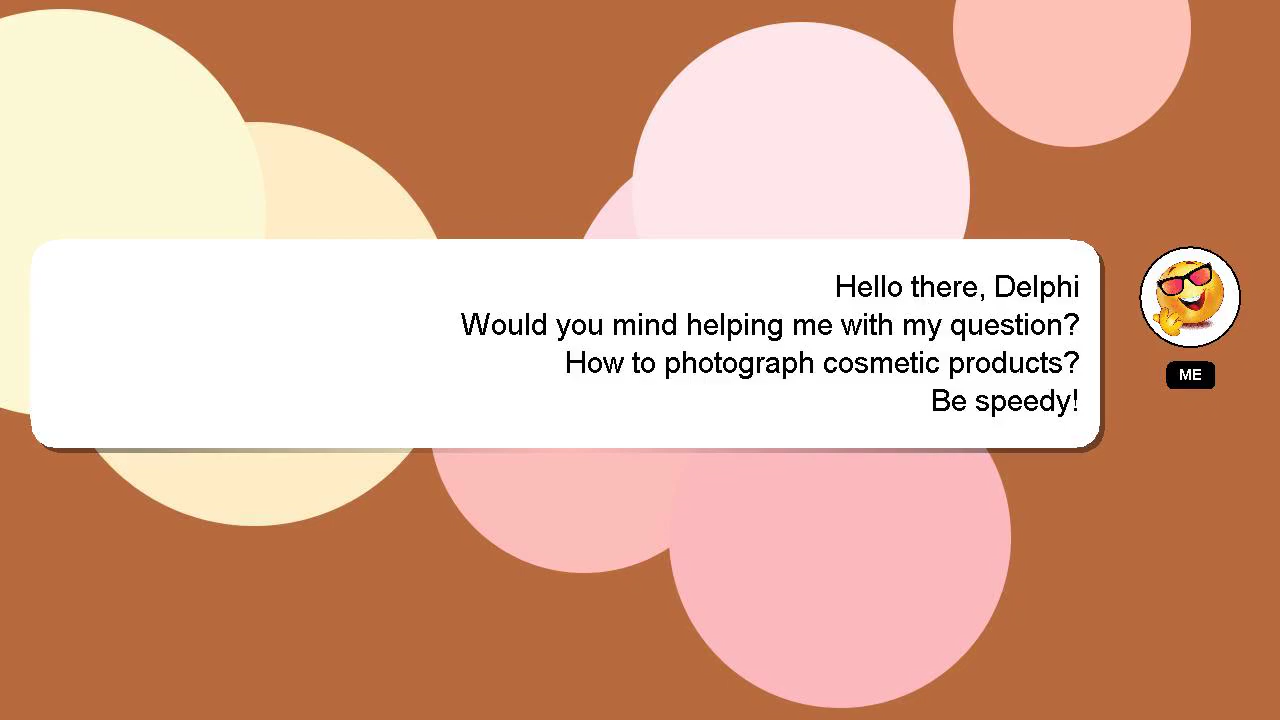 Hello there, Delphi
Would you mind helping me with my question?
How to photograph cosmetic products?
Be speedy!
ME